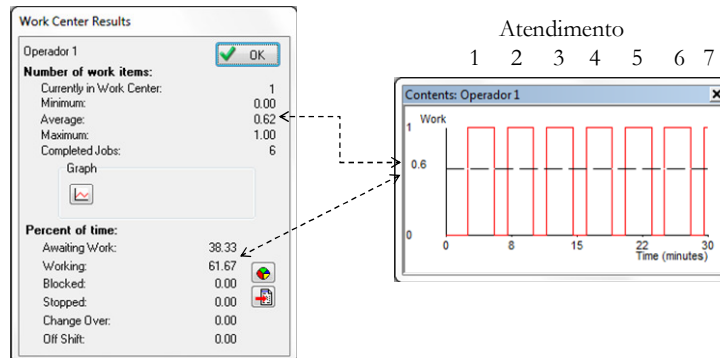 Work Center Results
Operador 1
OK
Number of work items:
Currently in Work Center: 1
Minimum: 0.00
Average: 0.62
Maximum: 1.00
Completed Jobs: 6
Graph
Percent of time:
Awaiting Work: 38.33
Working: 61.67
Blocked: 0.00
Stopped: 0.00
Change Over: 0.00
Off Shift: 0.00
Atendimento
1 2 3 4 5 6 7
Contents: Operador 1
x
Work
1
0.6
0
0 8 15 22 30
Time (minutes)